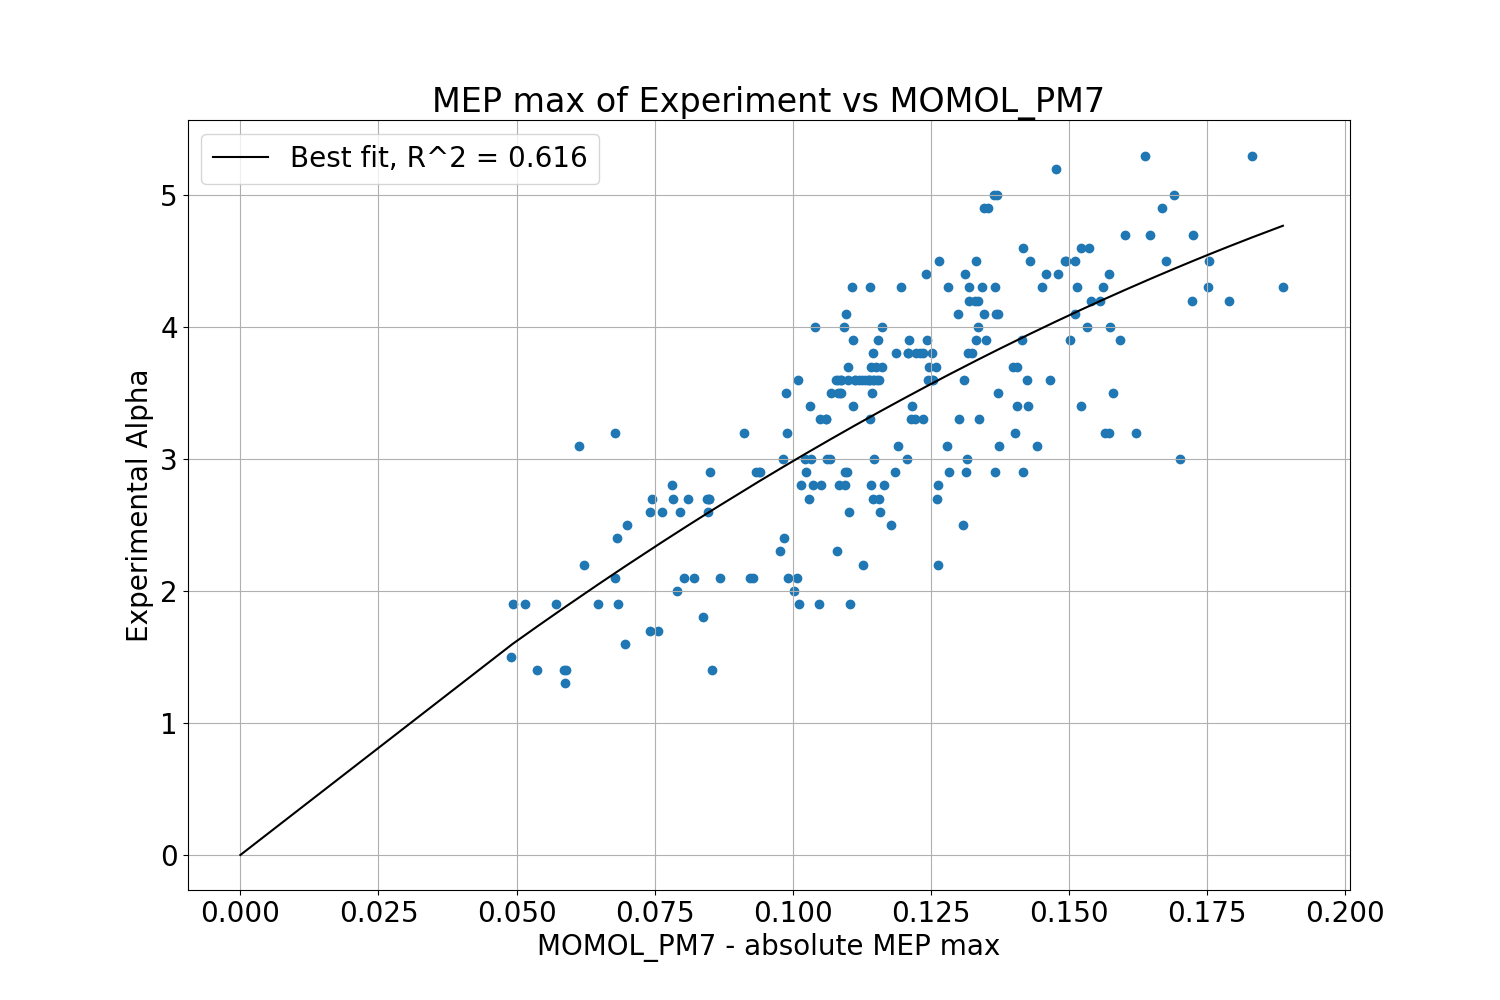 MEP max of Experiment vs MOMOL_PM7
Best fit, R^2 = 0.616
Experimental Alpha
5
4
3
2
1
0
0.000 0.025 0.050 0.075 0.100 0.125 0.150 0.175 0.200
MOMOL_PM7 - absolute MEP max